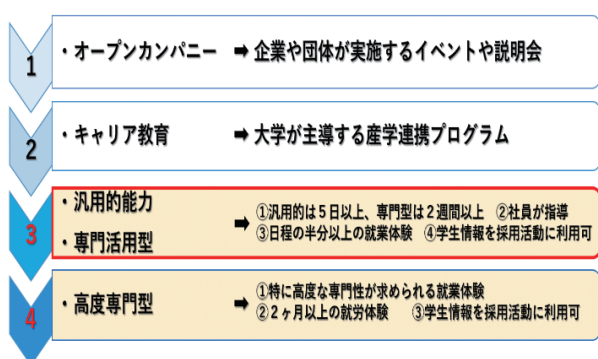 1
・オープンカンパニー ➡ 企業や団体が実施するイベントや説明会
2
・キャリア教育 ➡ 大学が主導する産学連携プログラム
3
・汎用的能力
・専門活用型
➡ ①汎用的は５日以上、専門型は２週間以上 ②社員が指導
③日程の半分以上の就業体験 ④学生情報を採用活動に利用可
4
・高度専門型
➡ ①特に高度な専門性が求められる就業体験
②２ヶ月以上の就労体験 ③学生情報を採用活動に利用可